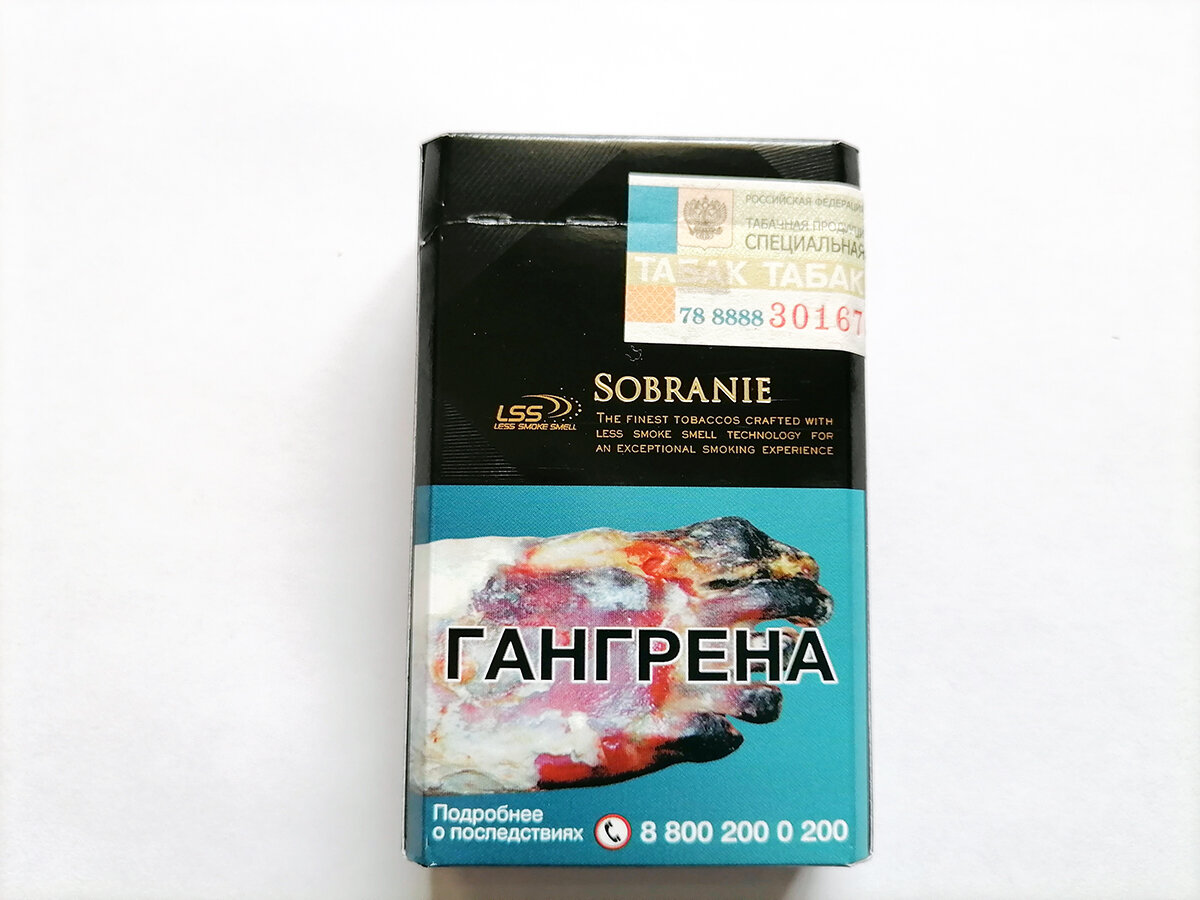 РОССИЙСКАЯ ФЕДЕРАЦИЯ
ТАБАЧНАЯ
СПЕЦИАЛЬНАЯ
ТАБАК ТАБАК
78 8888 30167
SOBRANIE
LSS
LESS SMOKE SMELL
THE FINEST TOBACCOS CRAFTED WITH
LESS SMOKE SMELL TECHNOLOGY FOR
AN EXCEPTIONAL SMOKING EXPERIENCE
ГАНГРЕНА
Подробнее
о последствиях
8 800 200 0 200